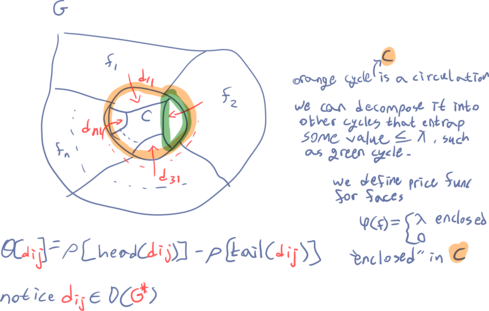 G
f₁
d₁₁
f₂
C
dₙ₁
fₙ
d₃₁
C
orange cycle is a circulation
we can decompose it into
other cycles that entrap
some value ≤ λ, such
as green cycle.
we define price func
for faces
φ(f) = { λ enclosed
0
"enclosed" in C
θ[dij] = ρ[head(dij)] - ρ[tail(dij)]
notice dij ∈ D(G*)